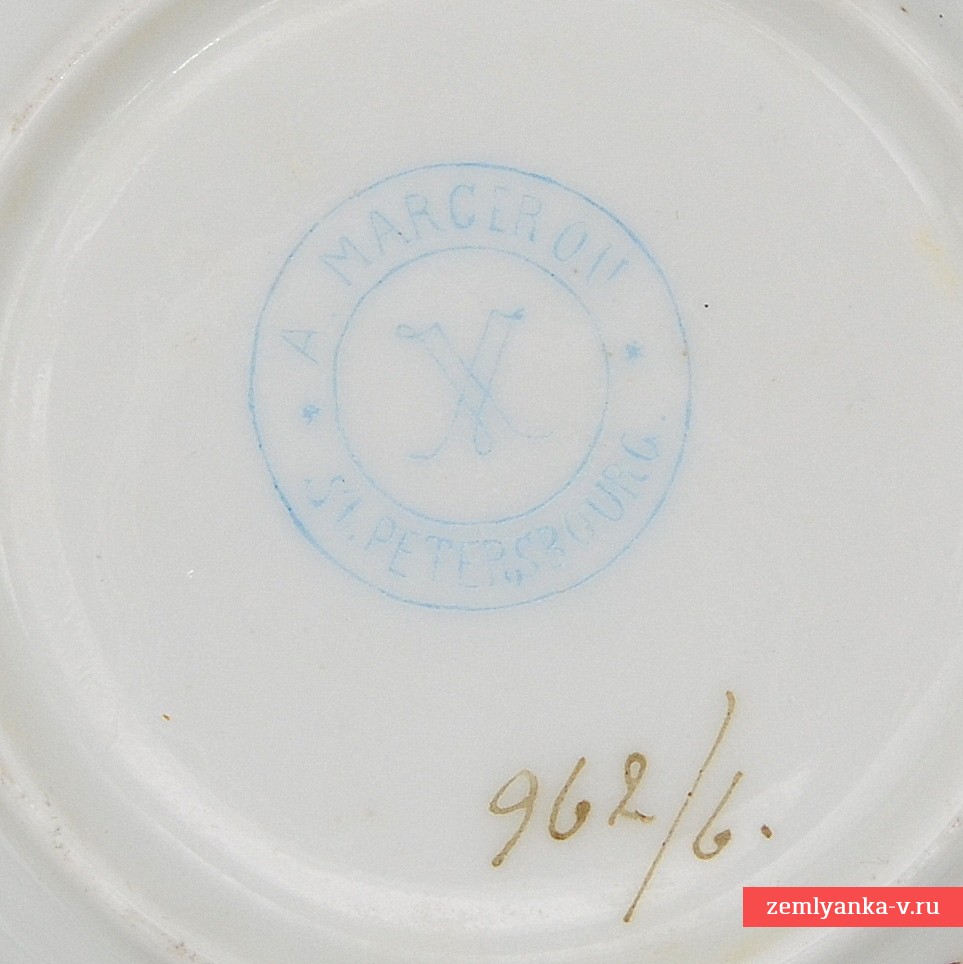 A MARCEROU
* ST. PETERSBOURG. *
962/6.
zemlyanka-v.ru